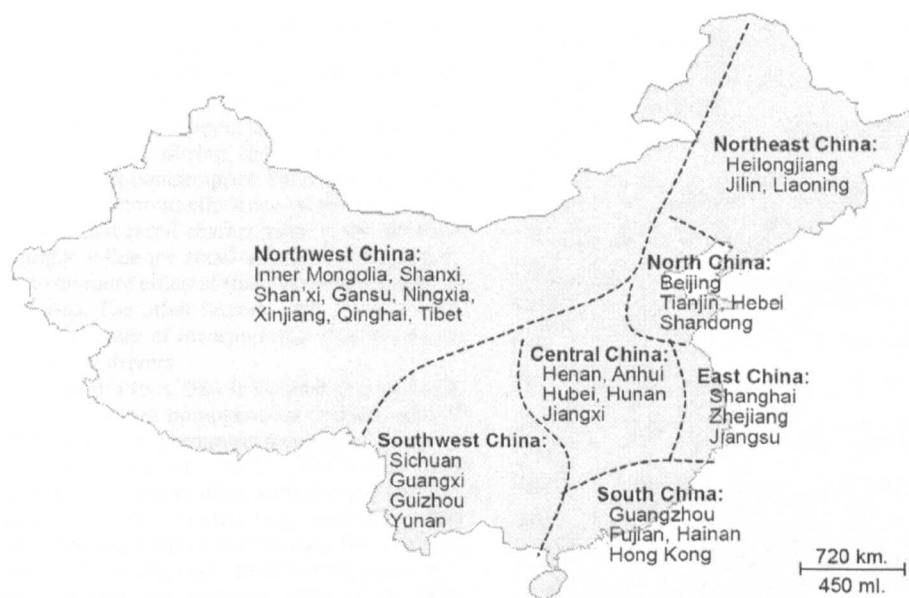 Northeast China:
Heilongjiang
Jilin, Liaoning
Northwest China:
Inner Mongolia, Shanxi,
Shan'xi, Gansu, Ningxia,
Xinjiang, Qinghai, Tibet
North China:
Beijing
Tianjin, Hebei
Shandong
Central China:
Henan, Anhui
Hubei, Hunan
Jiangxi
East China:
Shanghai
Zhejiang
Jiangsu
Southwest China:
Sichuan
Guangxi
Guizhou
Yunan
South China:
Guangzhou
Fujian, Hainan
Hong Kong
720 km.
450 ml.